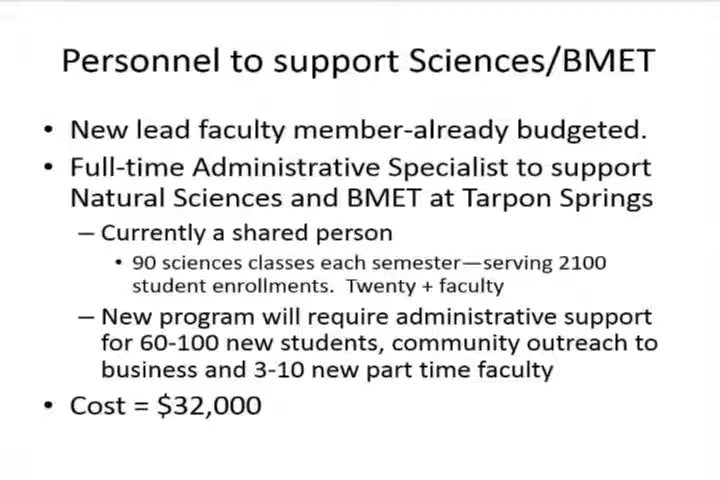 Personnel to support Sciences/BMET
• New lead faculty member-already budgeted.
• Full-time Administrative Specialist to support
Natural Sciences and BMET at Tarpon Springs
– Currently a shared person
• 90 sciences classes each semester—serving 2100
student enrollments.  Twenty + faculty
– New program will require administrative support
for 60-100 new students, community outreach to
business and 3-10 new part time faculty
• Cost = $32,000